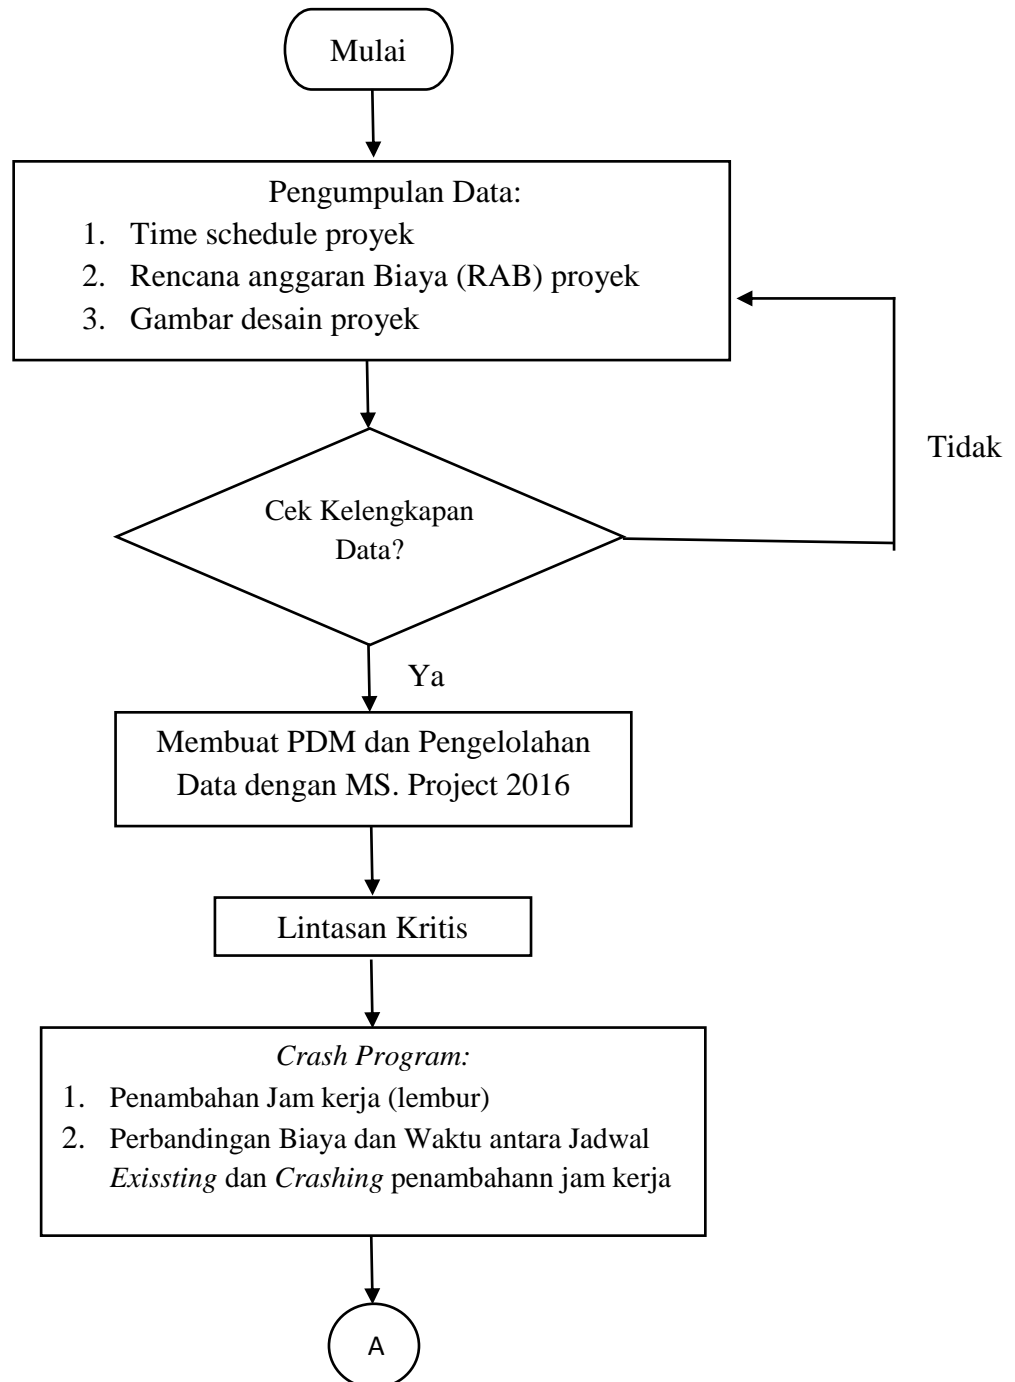 Mulai
Pengumpulan Data:
1. Time schedule proyek
2. Rencana anggaran Biaya (RAB) proyek
3. Gambar desain proyek
Tidak
Cek Kelengkapan
Data?
Ya
Membuat PDM dan Pengelolahan
Data dengan MS. Project 2016
Lintasan Kritis
Crash Program:
1. Penambahan Jam kerja (lembur)
2. Perbandingan Biaya dan Waktu antara Jadwal
Exissting dan Crashing penambahann jam kerja
A